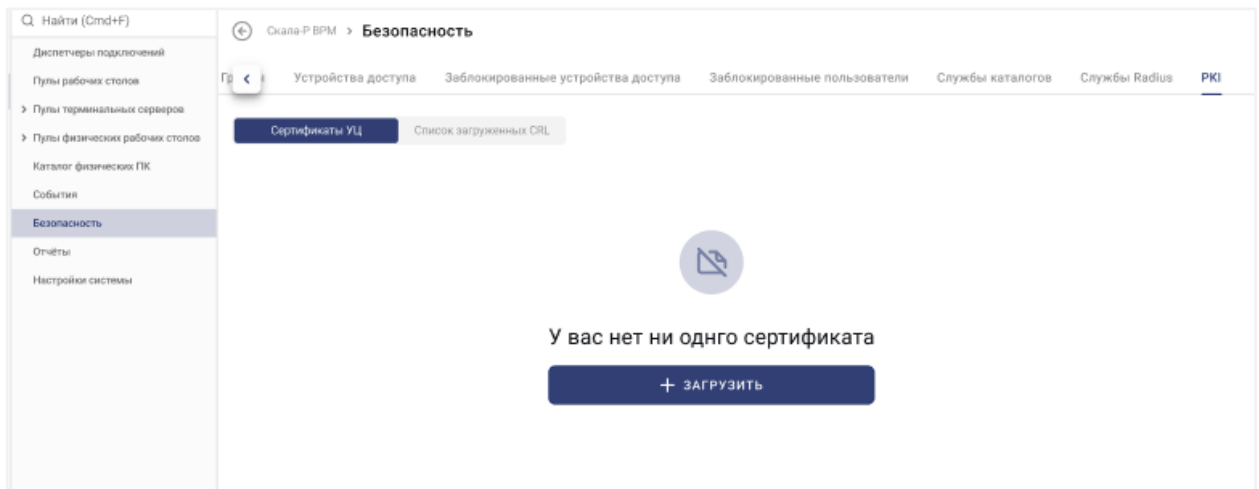 Найти (Cmd+F)
Диспетчеры подключений
Пулы рабочих столов
Пулы терминальных серверов
Пулы физических рабочих столов
Каталог физических ПК
События
Безопасность
Отчёты
Настройки системы
Скала-Р ВРМ > Безопасность
Устройства доступа Заблокированные устройства доступа Заблокированные пользователи Службы каталогов Службы Radius PKI
Сертификаты УЦ Список загруженных CRL
У вас нет ни однго сертификата
+ ЗАГРУЗИТЬ